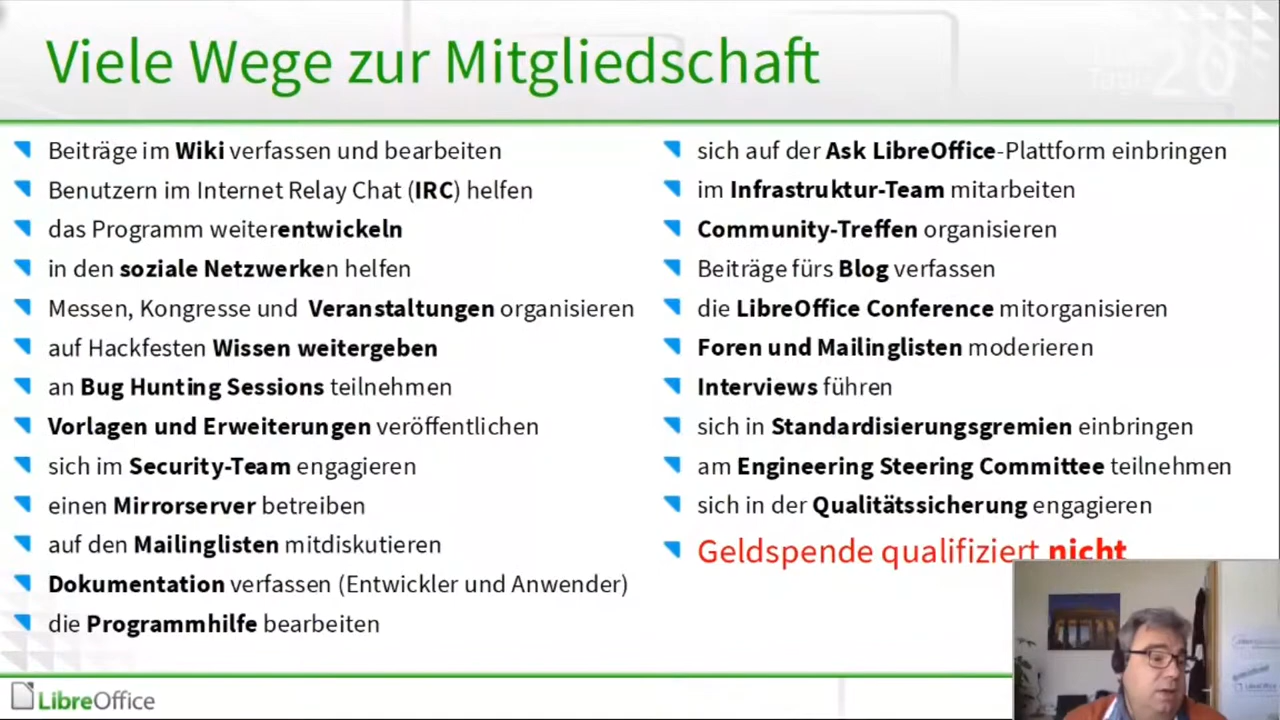 Viele Wege zur Mitgliedschaft
20
Beiträge im Wiki verfassen und bearbeiten
Benutzern im Internet Relay Chat (IRC) helfen
das Programm weiterentwickeln
in den soziale Netzwerken helfen
Messen, Kongresse und Veranstaltungen organisieren
auf Hackfesten Wissen weitergeben
an Bug Hunting Sessions teilnehmen
Vorlagen und Erweiterungen veröffentlichen
sich im Security-Team engagieren
einen Mirrorserver betreiben
auf den Mailinglisten mitdiskutieren
Dokumentation verfassen (Entwickler und Anwender)
die Programmhilfe bearbeiten
sich auf der Ask LibreOffice-Plattform einbringen
im Infrastruktur-Team mitarbeiten
Community-Treffen organisieren
Beiträge fürs Blog verfassen
die LibreOffice Conference mitorganisieren
Foren und Mailinglisten moderieren
Interviews führen
sich in Standardisierungsgremien einbringen
am Engineering Steering Committee teilnehmen
sich in der Qualitätssicherung engagieren
Geldspende qualifiziert nicht
LibreOffice